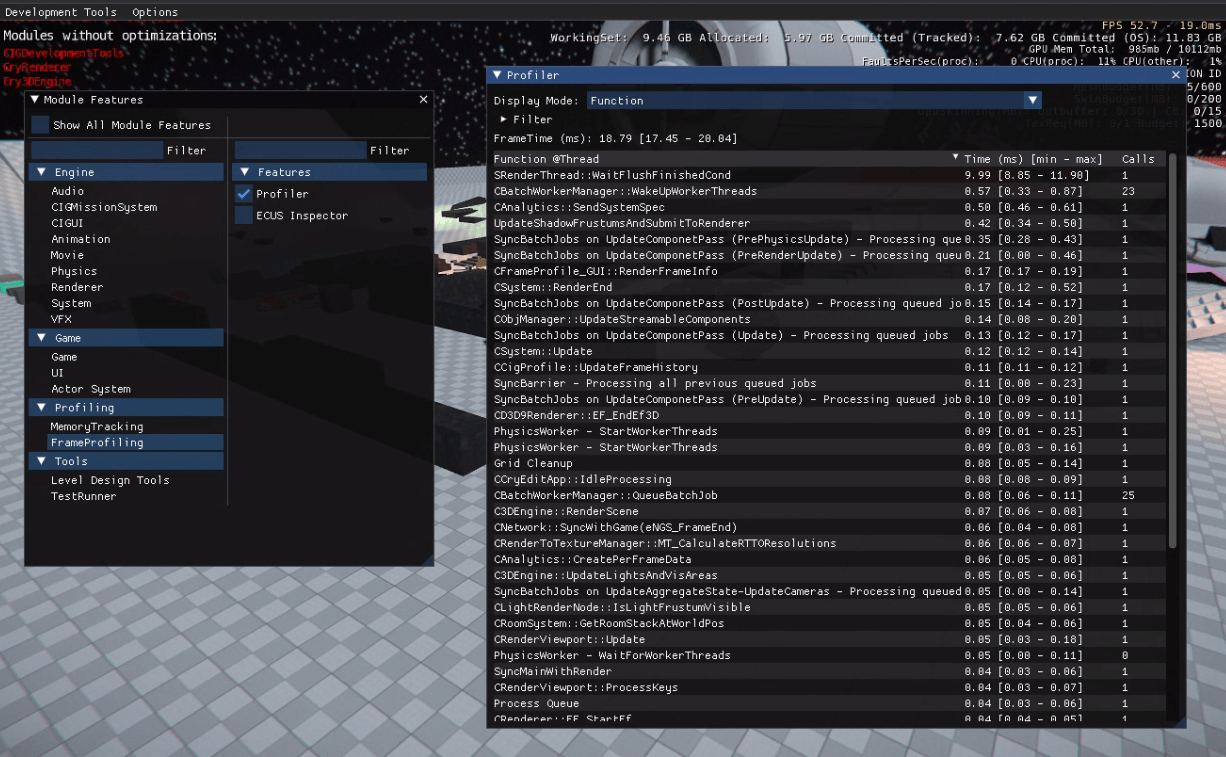 Development Tools  Options
Modules without optimizations:
CIGDevelopmentTools
CryRenderer
Cry3DEngine
FPS 52.7 - 19.0ms
WorkingSet: 9.46 GB Allocated: 5.97 GB Committed (Tracked): 7.62 GB Committed (OS): 11.83 GB
GPU Mem Total: 985mb / 10112mb
0 CPU(proc): 11% CPU(other): 1%
ION ID
5/600
0/200
0/15
1500
Module Features
Show All Module Features
Filter
Filter
Engine
Audio
CIGMissionSystem
CIGUI
Animation
Movie
Physics
Renderer
System
VFX
Game
Game
UI
Actor System
Profiling
MemoryTracking
FrameProfiling
Tools
Level Design Tools
TestRunner
Features
Profiler
ECUS Inspector
Profiler
Display Mode: Function
Filter
FrameTime (ms): 18.79 [17.45 - 20.04]
Function @Thread  Time (ms) [min - max]  Calls
SRenderThread::WaitFlushFinishedCond  9.99 [8.85 - 11.90]  1
CBatchWorkerManager::WakeUpWorkerThreads  0.57 [0.33 - 0.87]  23
CAnalytics::SendSystemSpec  0.50 [0.46 - 0.61]  1
UpdateShadowFrustumsAndSubmitToRenderer  0.42 [0.34 - 0.50]  1
SyncBatchJobs on UpdateComponetPass (PrePhysicsUpdate) - Processing que 0.35 [0.28 - 0.43]  1
SyncBatchJobs on UpdateComponetPass (PreRenderUpdate) - Processing queu 0.21 [0.00 - 0.46]  1
CFrameProfile_GUI::RenderFrameInfo  0.17 [0.17 - 0.19]  1
CSystem::RenderEnd  0.17 [0.12 - 0.52]  1
SyncBatchJobs on UpdateComponetPass (PostUpdate) - Processing queued jo 0.15 [0.14 - 0.17]  1
CObjManager::UpdateStreamableComponents  0.14 [0.08 - 0.20]  1
SyncBatchJobs on UpdateComponetPass (Update) - Processing queued jobs  0.13 [0.12 - 0.17]  1
CSystem::Update  0.12 [0.12 - 0.14]  1
CCigProfile::UpdateFrameHistory  0.11 [0.11 - 0.12]  1
SyncBarrier - Processing all previous queued jobs  0.11 [0.00 - 0.23]  1
SyncBatchJobs on UpdateComponetPass (PreUpdate) - Processing queued job 0.10 [0.09 - 0.10]  1
CD3D9Renderer::EF_EndEf3D  0.10 [0.09 - 0.11]  1
PhysicsWorker - StartWorkerThreads  0.09 [0.01 - 0.25]  1
PhysicsWorker - StartWorkerThreads  0.09 [0.03 - 0.16]  1
Grid Cleanup  0.08 [0.05 - 0.14]  1
CCryEditApp::IdleProcessing  0.08 [0.08 - 0.09]  1
CBatchWorkerManager::QueueBatchJob  0.08 [0.06 - 0.11]  25
C3DEngine::RenderScene  0.07 [0.06 - 0.08]  1
CNetwork::SyncWithGame(eNGS_FrameEnd)  0.06 [0.04 - 0.08]  1
CRenderToTextureManager::MT_CalculateRTTOResolutions  0.06 [0.06 - 0.07]  1
CAnalytics::CreatePerFrameData  0.06 [0.05 - 0.08]  1
C3DEngine::UpdateLightsAndVisAreas  0.05 [0.05 - 0.06]  1
SyncBatchJobs on UpdateAggregateState-UpdateCameras - Processing queued 0.05 [0.00 - 0.14]  1
CLightRenderNode::IsLightFrustumVisible  0.05 [0.05 - 0.06]  1
CRoomSystem::GetRoomStackAtWorldPos  0.05 [0.04 - 0.06]  1
CRenderViewport::Update  0.05 [0.03 - 0.18]  1
PhysicsWorker - WaitForWorkerThreads  0.05 [0.00 - 0.11]  0
SyncMainWithRender  0.04 [0.03 - 0.06]  1
CRenderViewport::ProcessKeys  0.04 [0.03 - 0.07]  1
Process Queue  0.04 [0.03 - 0.06]  1
CRenderer::EF_StartEf  0.04 [0.04 - 0.05]  1